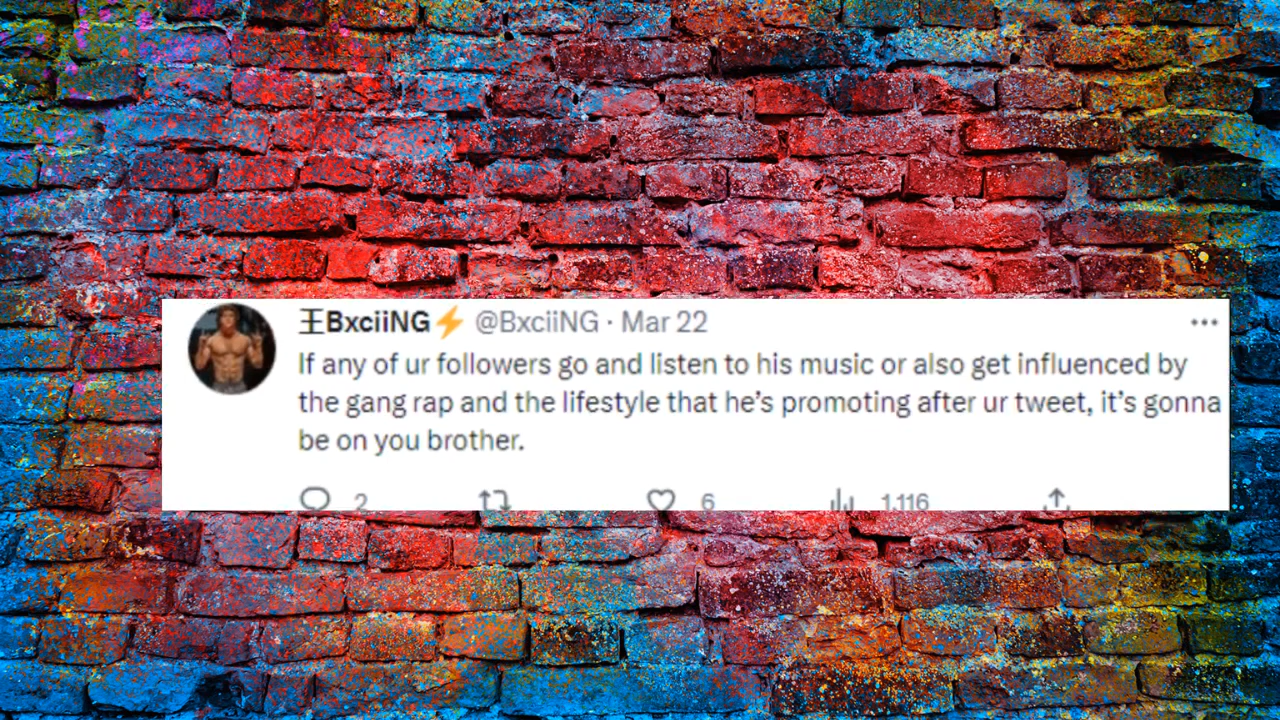 王BxciiNG⚡ @BxciiNG · Mar 22
If any of ur followers go and listen to his music or also get influenced by
the gang rap and the lifestyle that he’s promoting after ur tweet, it’s gonna
be on you brother.
2 6 1,116